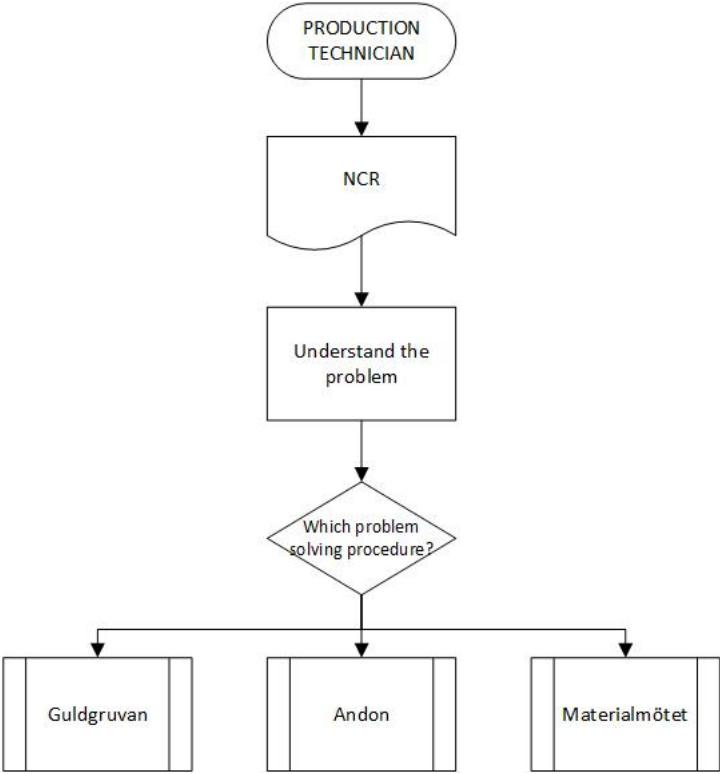 PRODUCTION
TECHNICIAN
NCR
Understand the
problem
Which problem
solving procedure?
Guldgruvan
Andon
Materialmötet